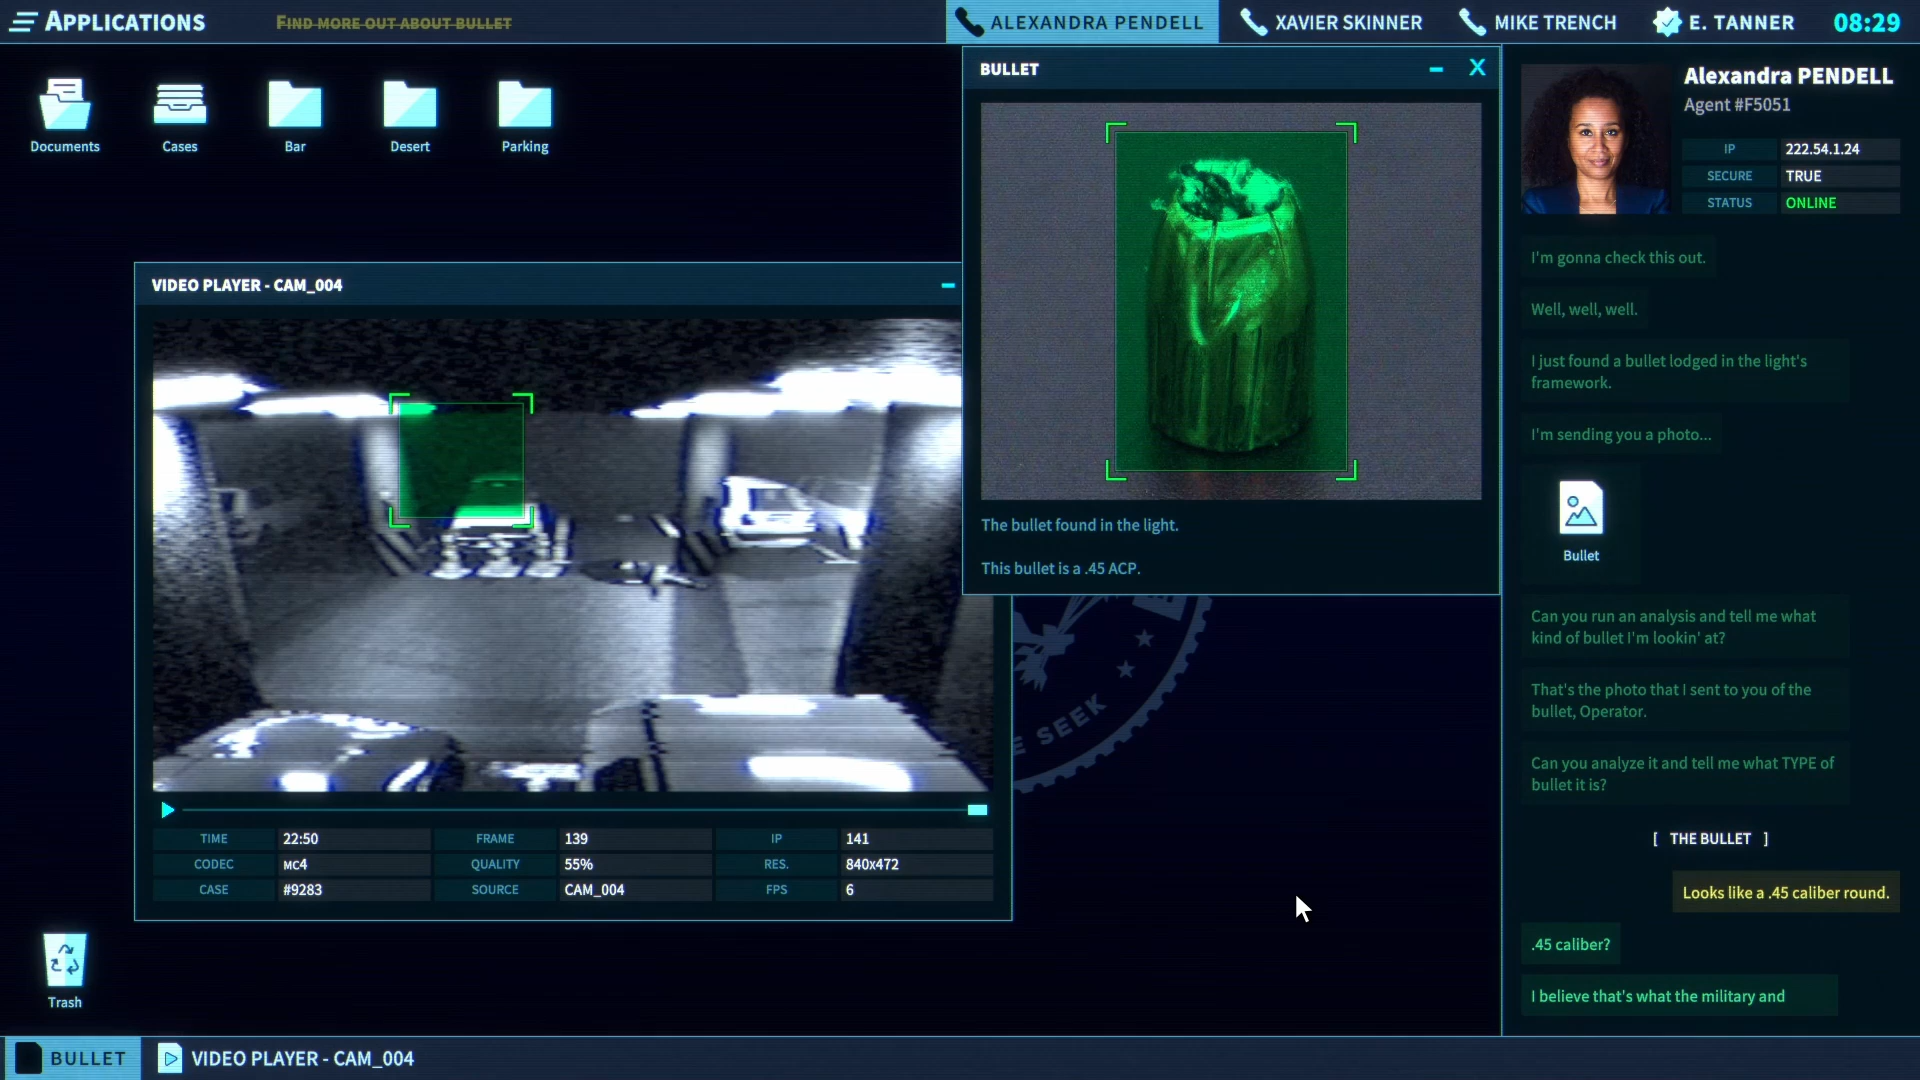 APPLICATIONS
FIND MORE OUT ABOUT BULLET
ALEXANDRA PENDELL
XAVIER SKINNER
MIKE TRENCH
E. TANNER
08:29
Documents
Cases
Bar
Desert
Parking
VIDEO PLAYER - CAM_004
TIME 22:50 FRAME 139 IP 141
CODEC MC4 QUALITY 55% RES. 840x472
CASE #9283 SOURCE CAM_004 FPS 6
BULLET
X
The bullet found in the light.
This bullet is a .45 ACP.
E SEEK
Alexandra PENDELL
Agent #F5051
IP 222.54.1.24
SECURE TRUE
STATUS ONLINE
I'm gonna check this out.
Well, well, well.
I just found a bullet lodged in the light's
framework.
I'm sending you a photo...
Bullet
Can you run an analysis and tell me what
kind of bullet I'm lookin' at?
That's the photo that I sent to you of the
bullet, Operator.
Can you analyze it and tell me what TYPE of
bullet it is?
[ THE BULLET ]
Looks like a .45 caliber round.
.45 caliber?
I believe that's what the military and
Trash
BULLET
VIDEO PLAYER - CAM_004